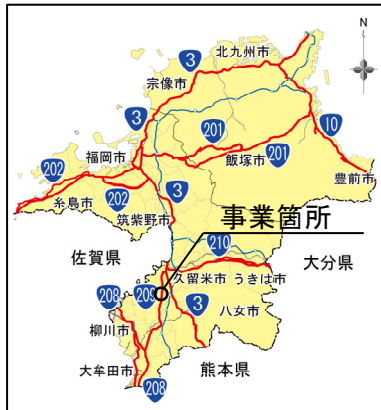 N
3
北九州市
宗像市
3
201
10
福岡市
202
飯塚市
201
豊前市
糸島市
202
3
筑紫野市
事業箇所
佐賀県
210
大分県
208
209
久留米市
うきは市
3
柳川市
八女市
大牟田市
熊本県
208